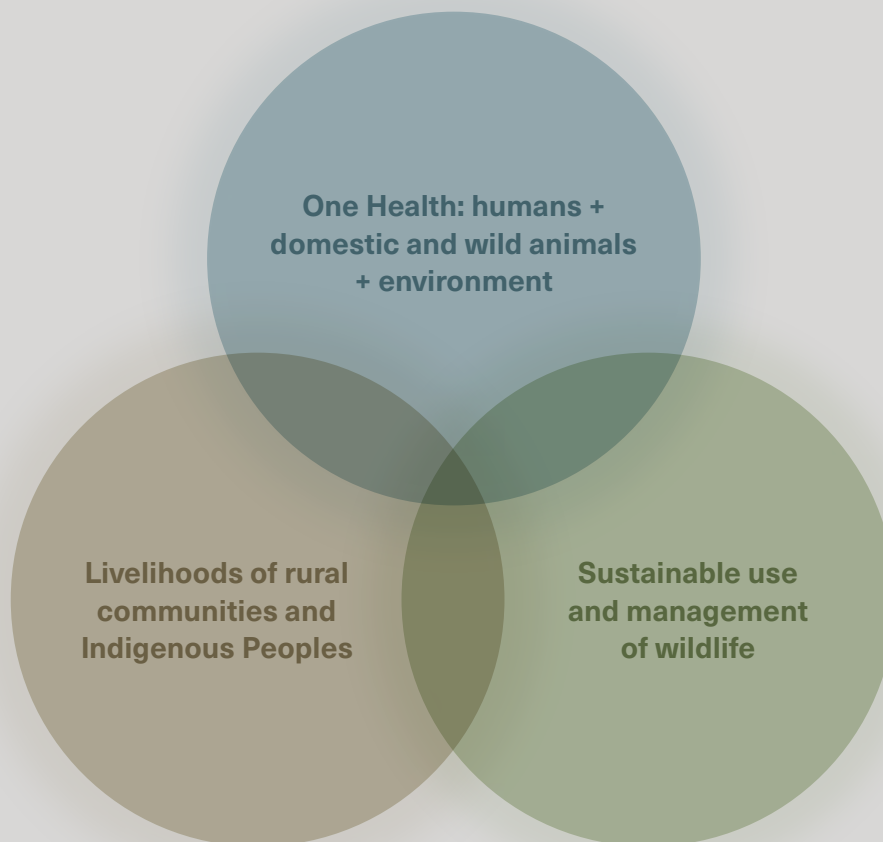 One Health: humans +
domestic and wild animals
+ environment
Livelihoods of rural
communities and
Indigenous Peoples
Sustainable use
and management
of wildlife